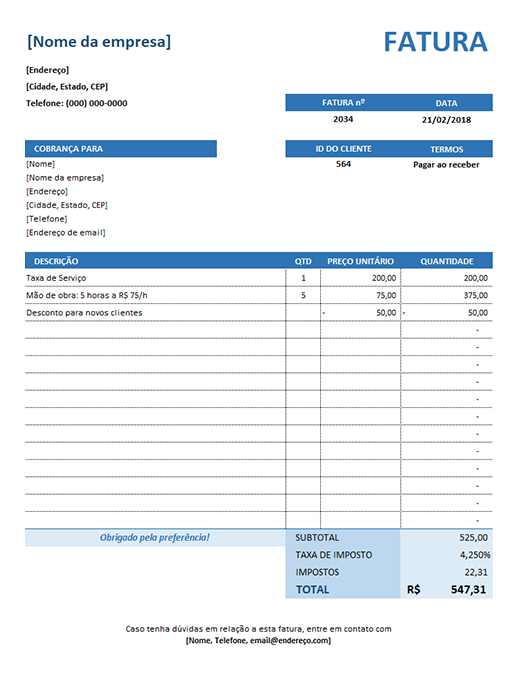 [Nome da empresa]
FATURA
[Endereço]
[Cidade, Estado, CEP]
Telefone: (000) 000-0000
FATURA nº DATA
2034 21/02/2018
COBRANÇA PARA
ID DO CLIENTE TERMOS
564 Pagar ao receber
[Nome]
[Nome da empresa]
[Endereço]
[Cidade, Estado, CEP]
[Telefone]
[Endereço de email]
DESCRIÇÃO QTD PREÇO UNITÁRIO QUANTIDADE
Taxa de Serviço 1 200,00 200,00
Mão de obra: 5 horas a R$ 75/h 5 75,00 375,00
Desconto para novos clientes - 50,00 - 50,00
-
-
-
-
-
-
-
-
-
-
-
-
Obrigado pela preferência! SUBTOTAL 525,00
TAXA DE IMPOSTO 4,250%
IMPOSTOS 22,31
TOTAL R$ 547,31
Caso tenha dúvidas em relação a esta fatura, entre em contato com
[Nome, Telefone, email@endereço.com]